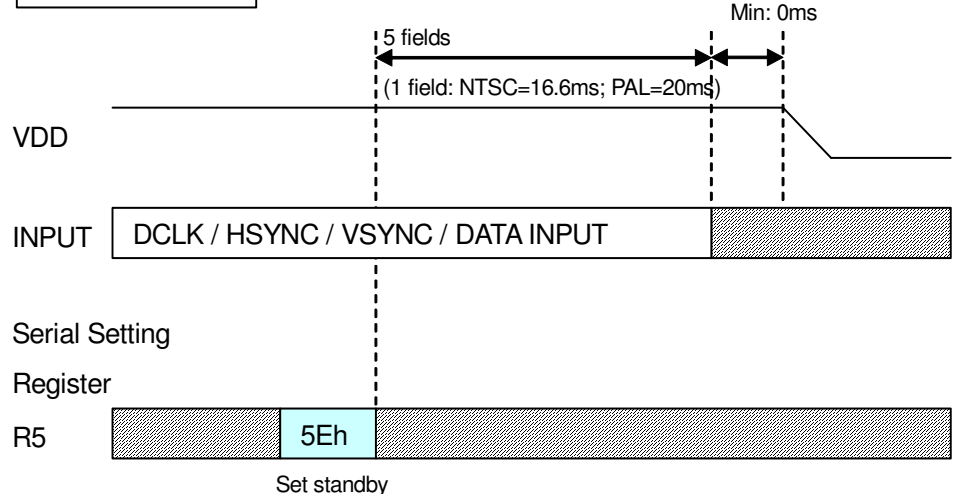 Min: 0ms
5 fields
(1 field: NTSC=16.6ms; PAL=20ms)
VDD
INPUT
DCLK / HSYNC / VSYNC / DATA INPUT
Serial Setting
Register
R5
5Eh
Set standby